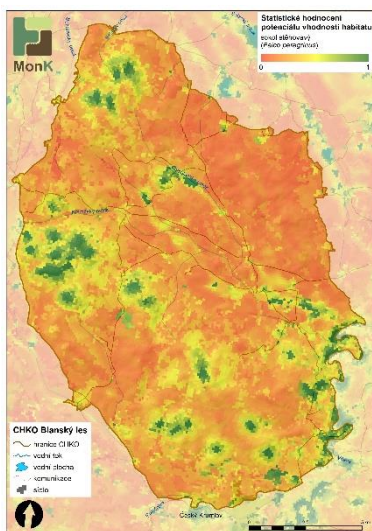 MonK
Statistické hodnocení
potenciálu vhodnosti habitatu
sokol stěhovavý
(Falco peregrinus)
0 1
CHKO Blanský les
hranice CHKO
vodní tok
vodní plocha
komunikace
sídlo
Český Krumlov